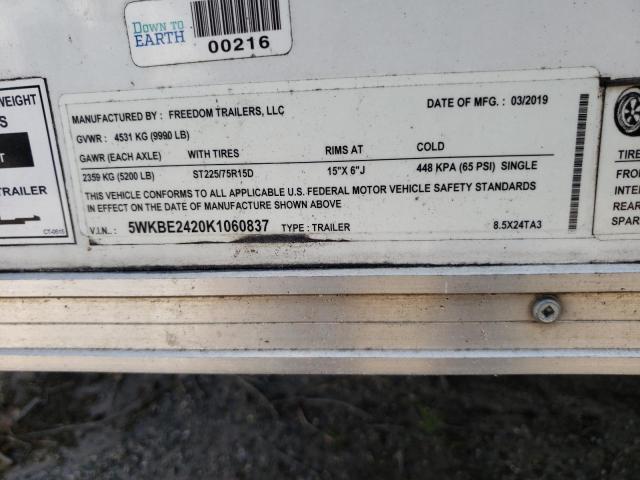 DOWN TO
EARTH
00216
WEIGHT
S
T
TRAILER
CT-0615
MANUFACTURED BY : FREEDOM TRAILERS, LLC DATE OF MFG. : 03/2019
GVWR : 4531 KG (9990 LB)
GAWR (EACH AXLE) WITH TIRES RIMS AT COLD
2359 KG (5200 LB) ST225/75R15D 15"X 6"J 448 KPA (65 PSI) SINGLE
THIS VEHICLE CONFORMS TO ALL APPLICABLE U.S. FEDERAL MOTOR VEHICLE SAFETY STANDARDS
IN EFFECT ON THE DATE OF MANUFACTURE SHOWN ABOVE
V.I.N.. : 5WKBE2420K1060837 TYPE : TRAILER 8.5X24TA3
TIRE
FRO
INTE
REAR
SPAR